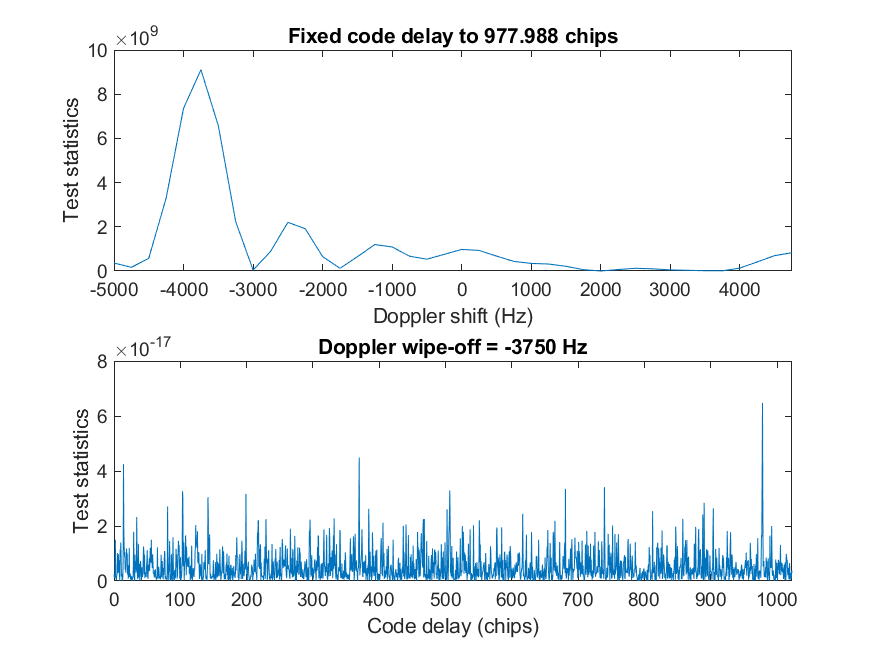 ×10^9
Fixed code delay to 977.988 chips
10
8
6
4
2
0
Test statistics
-5000 -4000 -3000 -2000 -1000 0 1000 2000 3000 4000
Doppler shift (Hz)
×10^-17
Doppler wipe-off = -3750 Hz
8
6
4
2
0
Test statistics
0 100 200 300 400 500 600 700 800 900 1000
Code delay (chips)